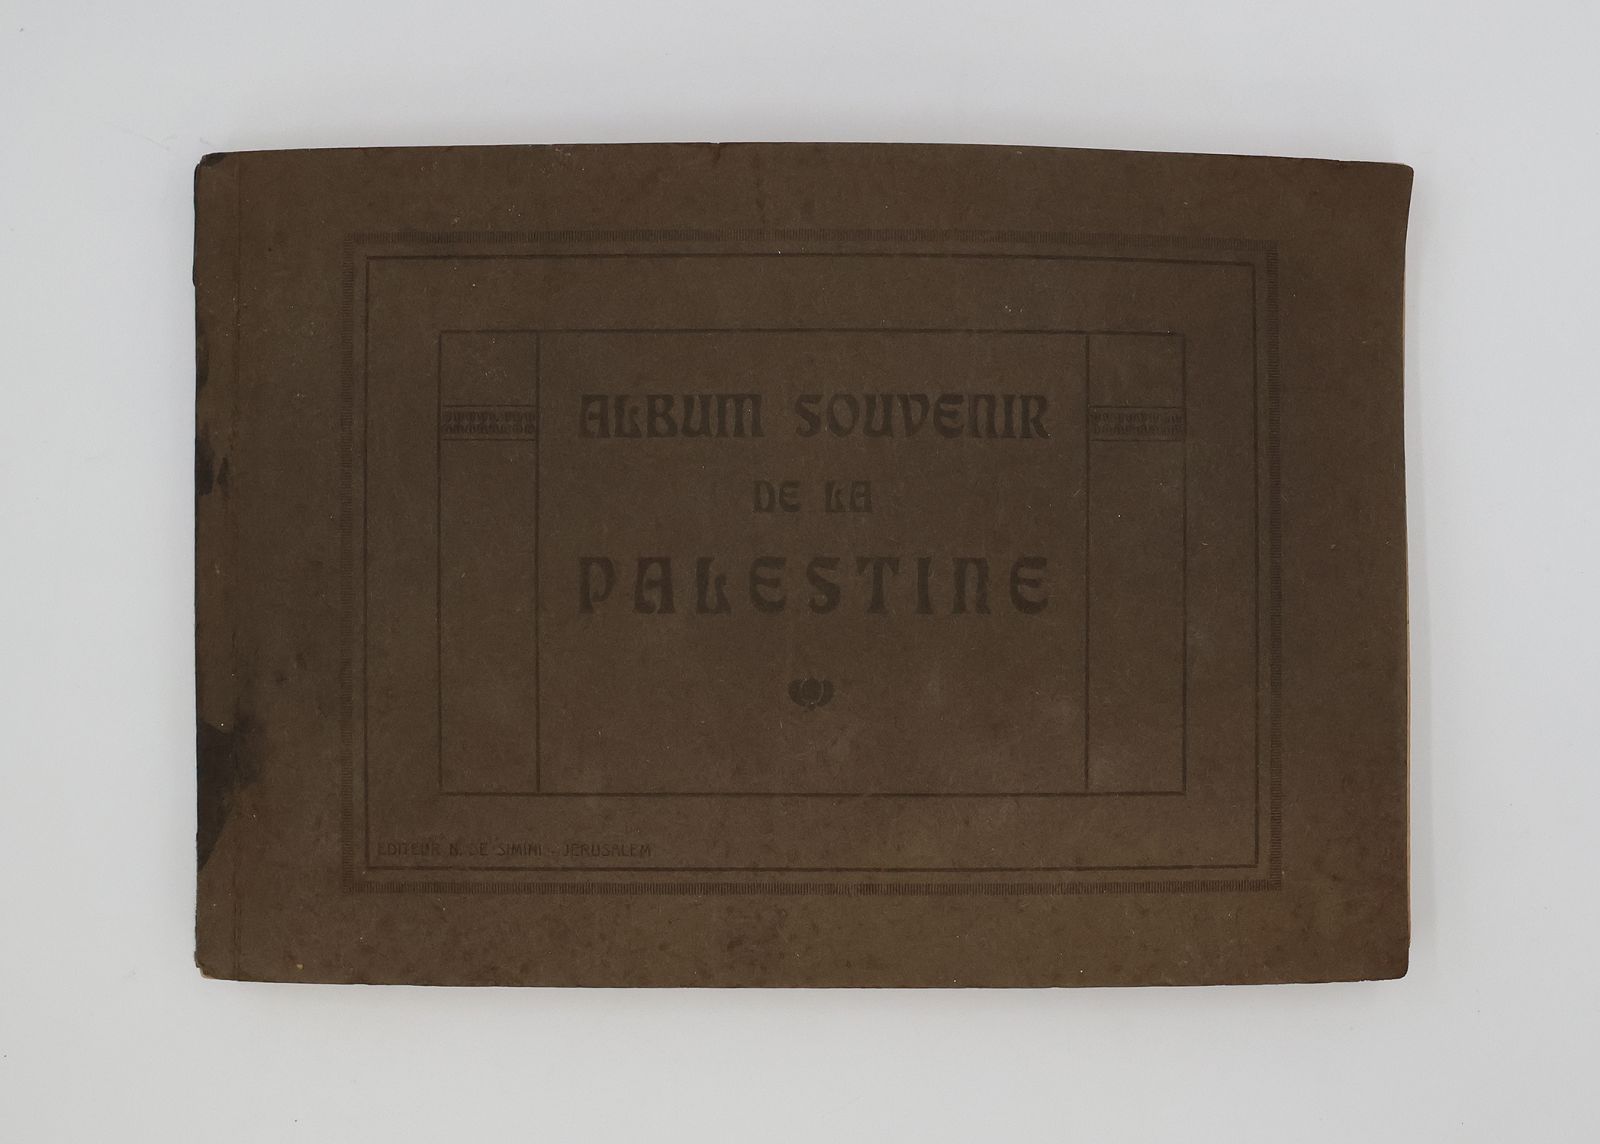 ALBUM SOUVENIR
DE LA
PALESTINE
EDITEUR N. DE SIMINI - JERUSALEM